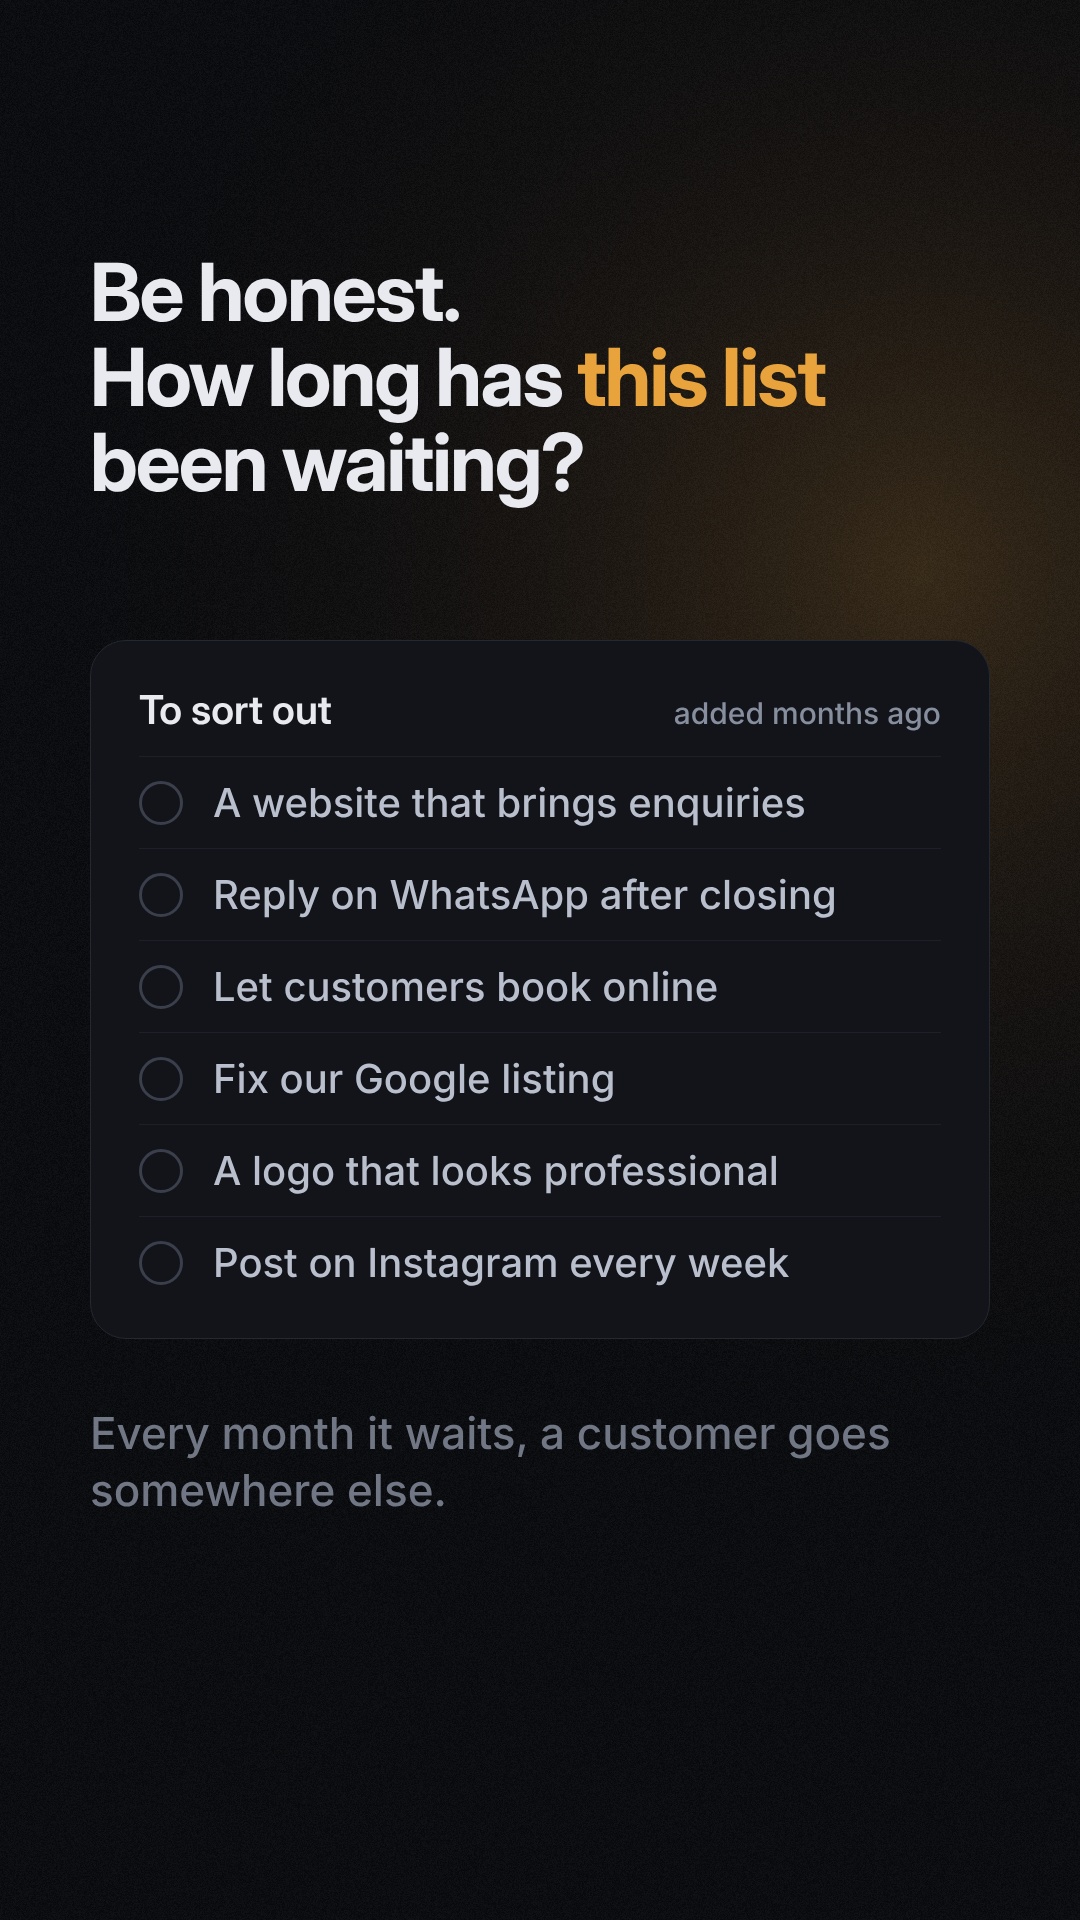 Be honest.
How long has this list
been waiting?
To sort out
added months ago
A website that brings enquiries
Reply on WhatsApp after closing
Let customers book online
Fix our Google listing
A logo that looks professional
Post on Instagram every week
Every month it waits, a customer goes
somewhere else.